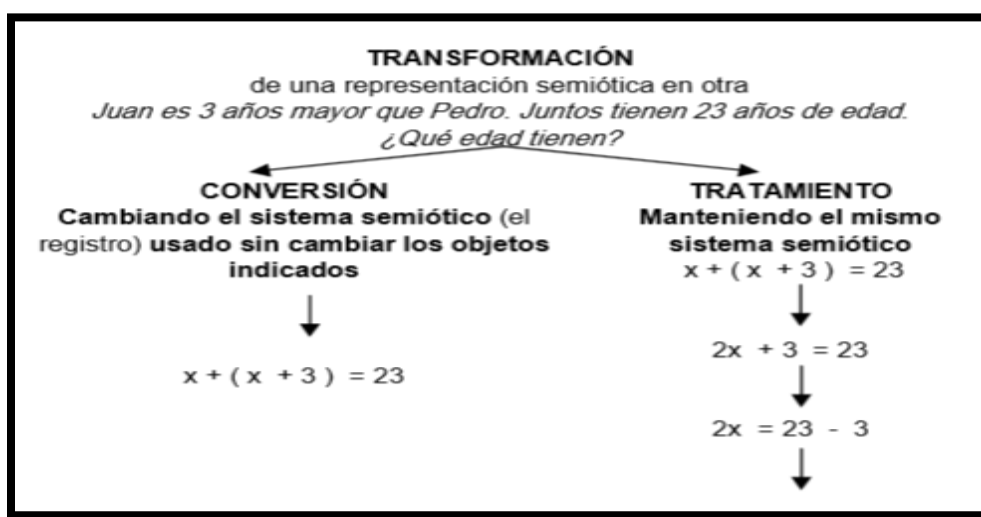 TRANSFORMACIÓN
de una representación semiótica en otra
Juan es 3 años mayor que Pedro. Juntos tienen 23 años de edad.
¿Qué edad tienen?
CONVERSIÓN
Cambiando el sistema semiótico (el
registro) usado sin cambiar los objetos
indicados
x + ( x + 3 ) = 23
TRATAMIENTO
Manteniendo el mismo
sistema semiótico
x + ( x + 3 ) = 23
2x + 3 = 23
2x = 23 - 3